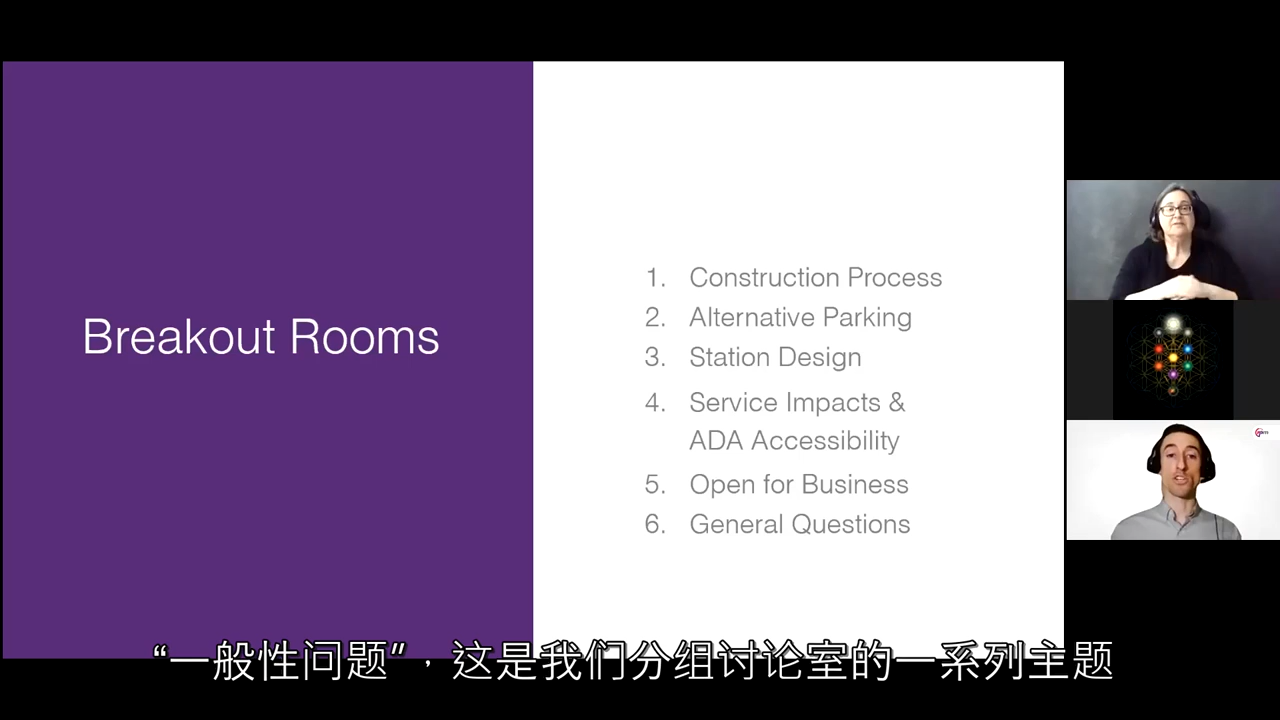 Breakout Rooms
1. Construction Process
2. Alternative Parking
3. Station Design
4. Service Impacts &
ADA Accessibility
5. Open for Business
6. General Questions
“一般性问题”，这是我们分组讨论室的一系列主题